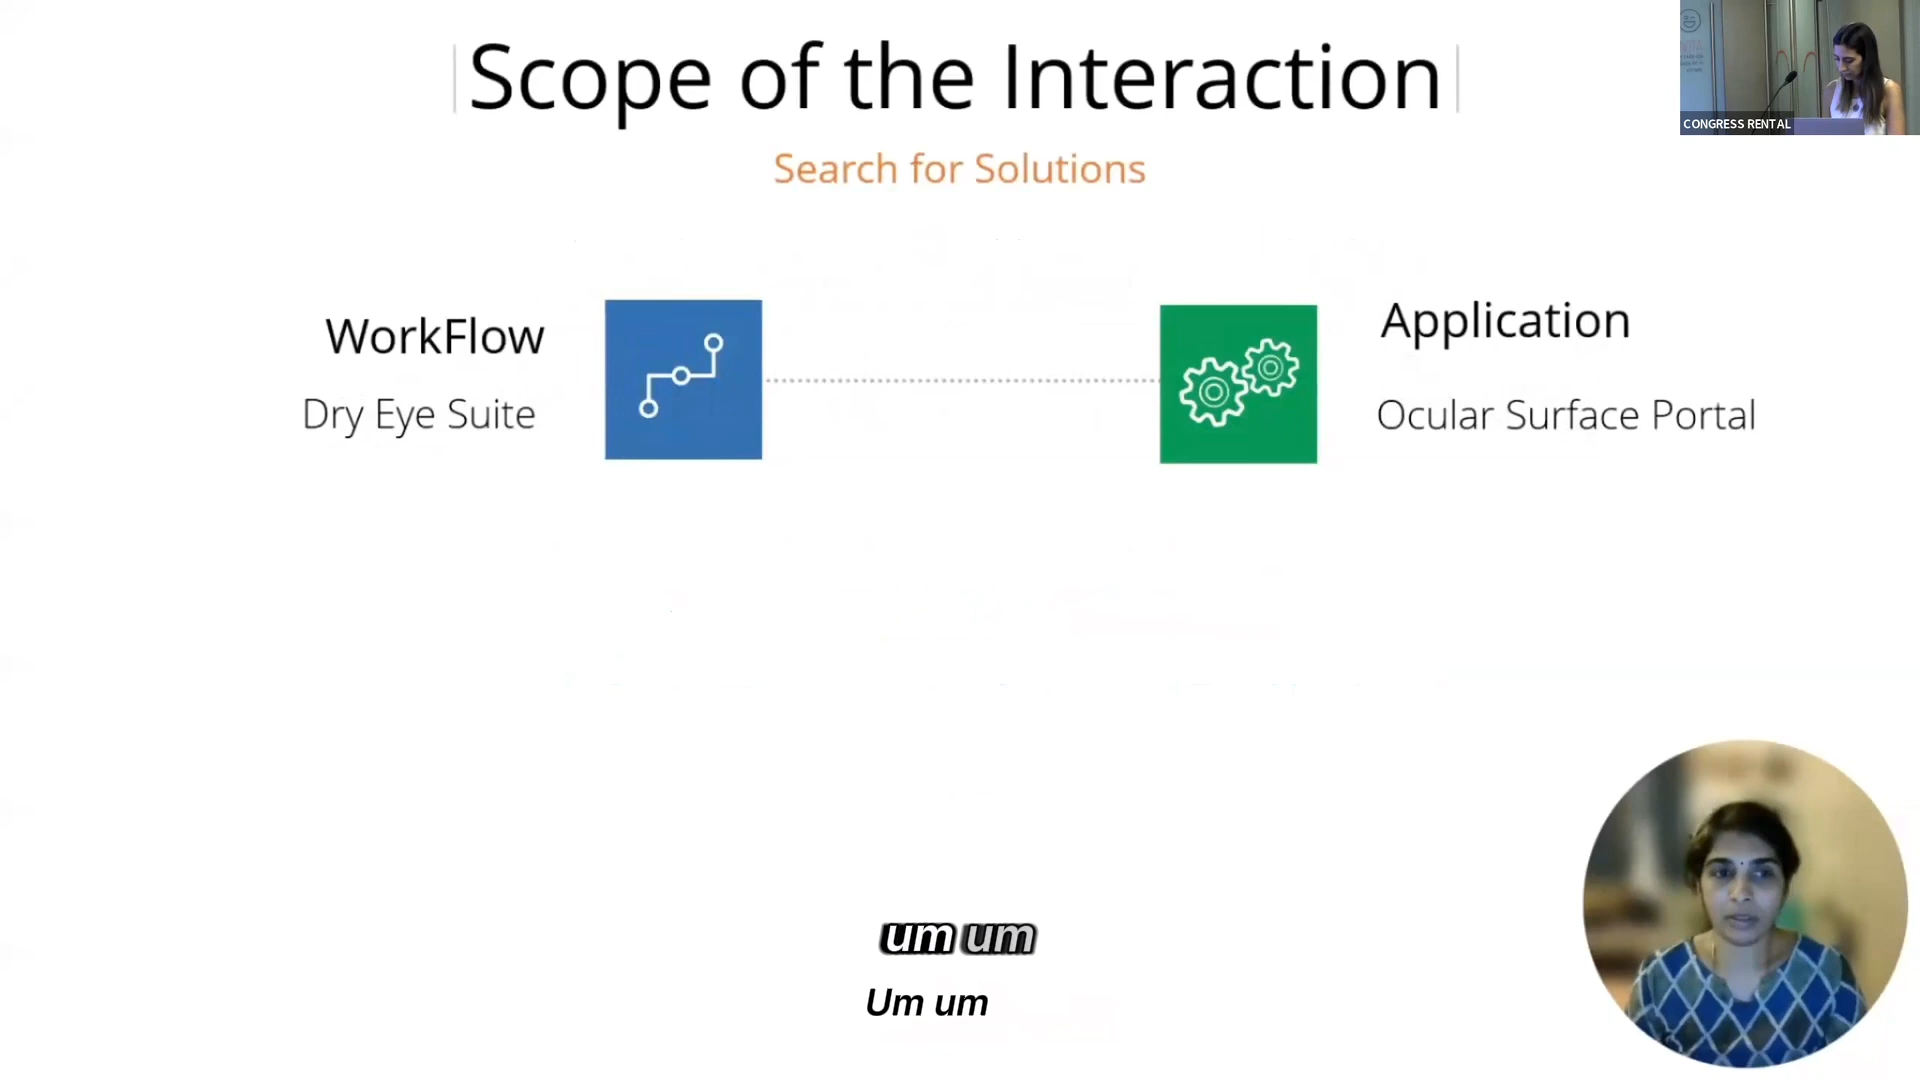 Scope of the Interaction
Search for Solutions
CONGRESS RENTAL
WorkFlow
Dry Eye Suite
Application
Ocular Surface Portal
um um
Um um